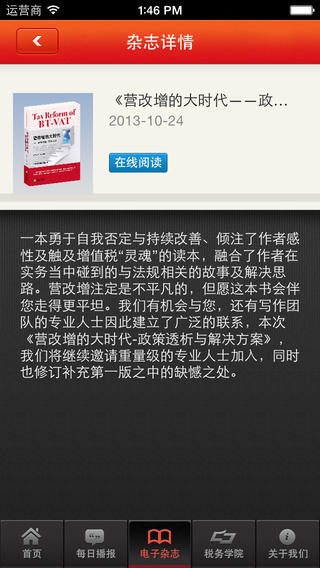 运营商 1:46 PM
杂志详情
Tax Reform of
BT-VAT
《营改增的大时代－－政...
2013-10-24
在线阅读
一本勇于自我否定与持续改善、倾注了作者感
性及触及增值税“灵魂”的读本，融合了作者在
实务当中碰到的与法规相关的故事及解决思
路。营改增注定是不平凡的，但愿这本书会伴
您走得更平坦。我们有机会与您，还有写作团
队的专业人士因此建立了广泛的联系，本次
《营改增的大时代-政策透析与解决方案》，
我们将继续邀请重量级的专业人士加入，同时
也修订补充第一版之中的缺憾之处。
首页 每日播报 电子杂志 税务学院 关于我们